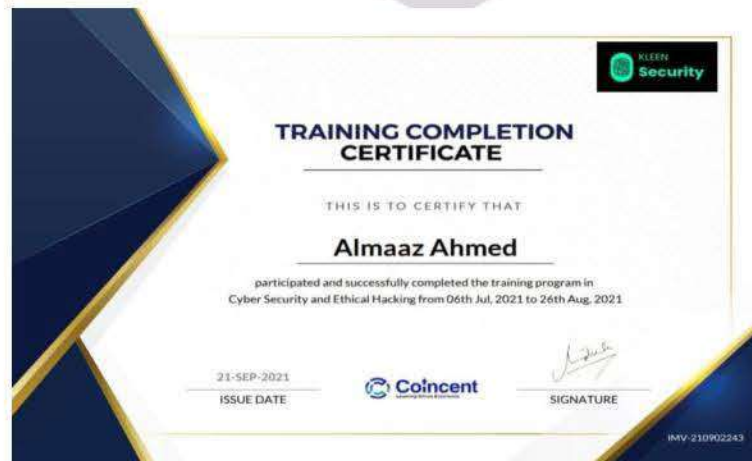 KLEEN
Security
TRAINING COMPLETION
CERTIFICATE
THIS IS TO CERTIFY THAT
Almaaz Ahmed
participated and successfully completed the training program in
Cyber Security and Ethical Hacking from 06th Jul, 2021 to 26th Aug, 2021
21-SEP-2021
ISSUE DATE
Coincent
SIGNATURE
IMV-210902243